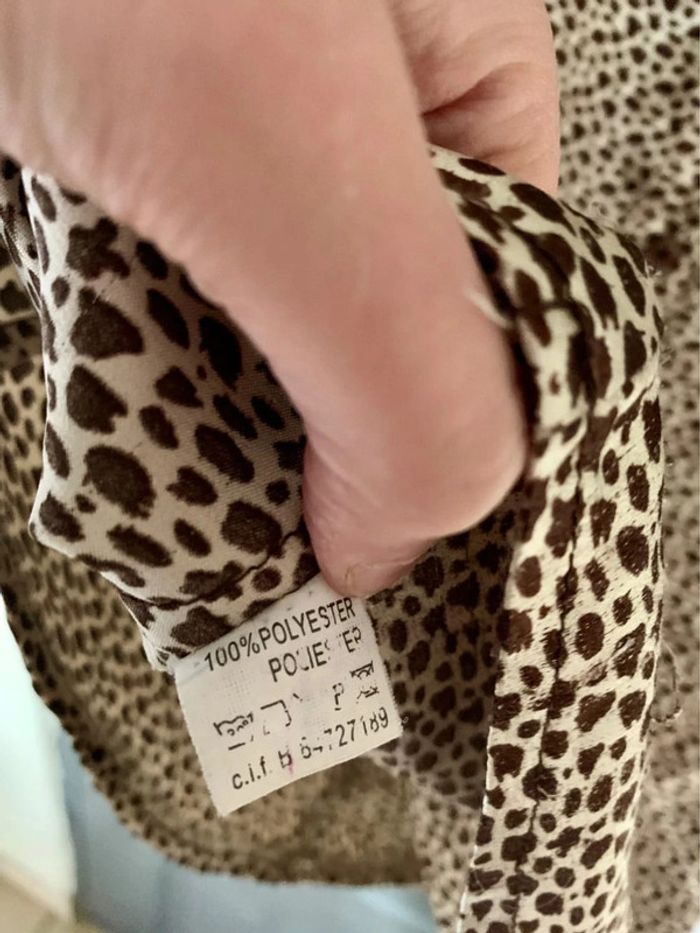 100%POLYESTER
POLIESTER
P
c.i.f. B 64727189